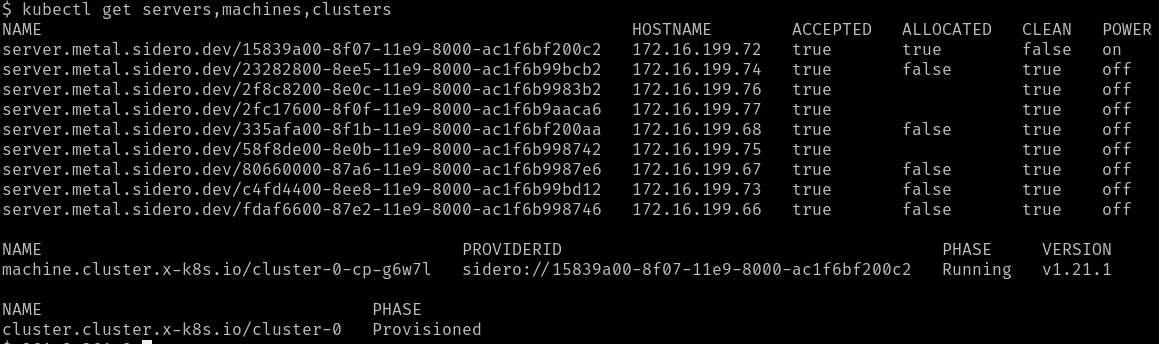 $ kubectl get servers,machines,clusters
NAME HOSTNAME ACCEPTED ALLOCATED CLEAN POWER
server.metal.sidero.dev/15839a00-8f07-11e9-8000-ac1f6bf200c2 172.16.199.72 true true false on
server.metal.sidero.dev/23282800-8ee5-11e9-8000-ac1f6b99bcb2 172.16.199.74 true false true off
server.metal.sidero.dev/2f8c8200-8e0c-11e9-8000-ac1f6b9983b2 172.16.199.76 true true off
server.metal.sidero.dev/2fc17600-8f0f-11e9-8000-ac1f6b9aaca6 172.16.199.77 true true off
server.metal.sidero.dev/335afa00-8f1b-11e9-8000-ac1f6bf200aa 172.16.199.68 true false true off
server.metal.sidero.dev/58f8de00-8e0b-11e9-8000-ac1f6b998742 172.16.199.75 true true off
server.metal.sidero.dev/80660000-87a6-11e9-8000-ac1f6b9987e6 172.16.199.67 true false true off
server.metal.sidero.dev/c4fd4400-8ee8-11e9-8000-ac1f6b99bd12 172.16.199.73 true false true off
server.metal.sidero.dev/fdaf6600-87e2-11e9-8000-ac1f6b998746 172.16.199.66 true false true off
NAME PROVIDERID PHASE VERSION
machine.cluster.x-k8s.io/cluster-0-cp-g6w7l sidero://15839a00-8f07-11e9-8000-ac1f6bf200c2 Running v1.21.1
NAME PHASE
cluster.cluster.x-k8s.io/cluster-0 Provisioned